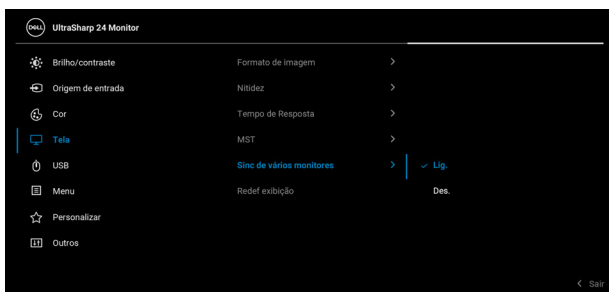 DELL UltraSharp 24 Monitor
Brilho/contraste Formato de imagem
Origem de entrada Nitidez
Cor Tempo de Resposta
Tela MST
USB Sinc de vários monitores Lig.
Menu Redef exibição Des.
Personalizar
Outros
Sair